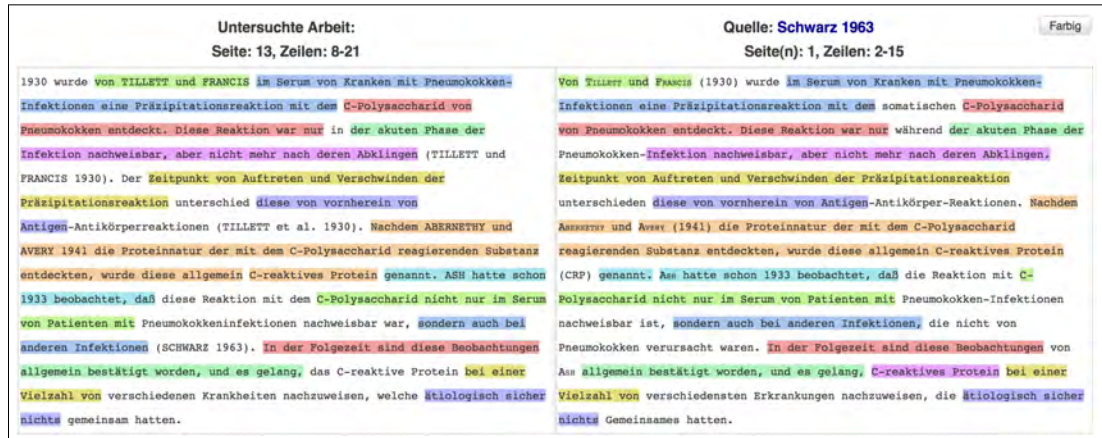 Untersuchte Arbeit:
Seite: 13, Zeilen: 8-21
1930 wurde von TILLETT und FRANCIS im Serum von Kranken mit Pneumokokken-
Infektionen eine Präzipitationsreaktion mit dem C-Polysaccharid von
Pneumokokken entdeckt. Diese Reaktion war nur in der akuten Phase der
Infektion nachweisbar, aber nicht mehr nach deren Abklingen (TILLETT und
FRANCIS 1930). Der Zeitpunkt von Auftreten und Verschwinden der
Präzipitationsreaktion unterschied diese von vornherein von
Antigen-Antikörperreaktionen (TILLETT et al. 1930). Nachdem ABERNETHY und
AVERY 1941 die Proteinnatur der mit dem C-Polysaccharid reagierenden Substanz
entdeckten, wurde diese allgemein C-reaktives Protein genannt. ASH hatte schon
1933 beobachtet, daß diese Reaktion mit dem C-Polysaccharid nicht nur im Serum
von Patienten mit Pneumokokkeninfektionen nachweisbar war, sondern auch bei
anderen Infektionen (SCHWARZ 1963). In der Folgezeit sind diese Beobachtungen
allgemein bestätigt worden, und es gelang, das C-reaktive Protein bei einer
Vielzahl von verschiedenen Krankheiten nachzuweisen, welche ätiologisch sicher
nichts gemeinsam hatten.
Quelle: Schwarz 1963
Farbig
Seite(n): 1, Zeilen: 2-15
Von Tillett und Francis (1930) wurde im Serum von Kranken mit Pneumokokken-
Infektionen eine Präzipitationsreaktion mit dem somatischen C-Polysaccharid
von Pneumokokken entdeckt. Diese Reaktion war nur während der akuten Phase der
Pneumokokken-Infektion nachweisbar, aber nicht mehr nach deren Abklingen.
Zeitpunkt von Auftreten und Verschwinden der Präzipitationsreaktion
unterschieden diese von vornherein von Antigen-Antikörper-Reaktionen. Nachdem
Abernethy und Avery (1941) die Proteinnatur der mit dem C-Polysaccharid
reagierenden Substanz entdeckten, wurde diese allgemein C-reaktives Protein
(CRP) genannt. Ash hatte schon 1933 beobachtet, daß die Reaktion mit C-
Polysaccharid nicht nur im Serum von Patienten mit Pneumokokken-Infektionen
nachweisbar ist, sondern auch bei anderen Infektionen, die nicht von
Pneumokokken verursacht waren. In der Folgezeit sind diese Beobachtungen von
Ash allgemein bestätigt worden, und es gelang, C-reaktives Protein bei einer
Vielzahl von verschiedensten Erkrankungen nachzuweisen, die ätiologisch sicher
nichts Gemeinsames hatten.